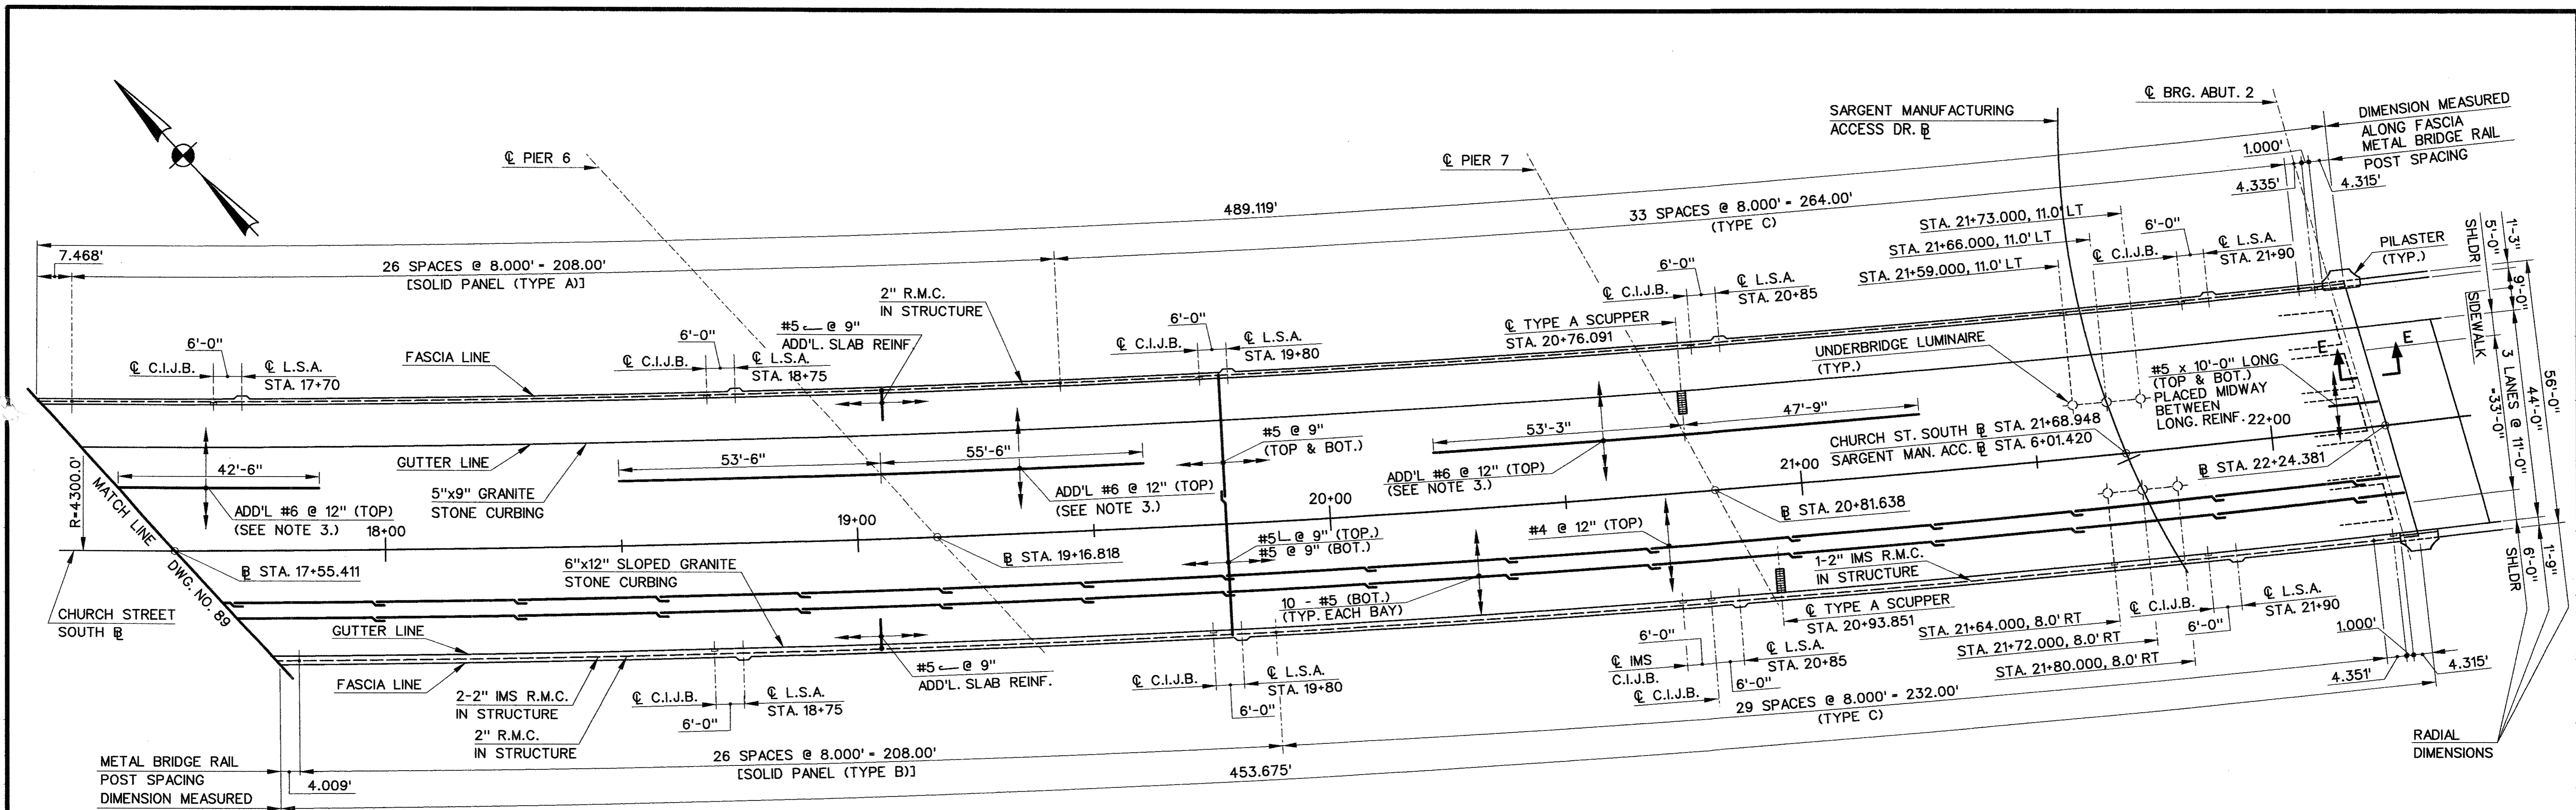 ℄ BRG. ABUT. 2
SARGENT MANUFACTURING
ACCESS DR. ⅊
DIMENSION MEASURED
ALONG FASCIA
METAL BRIDGE RAIL
POST SPACING
1.000'
4.335'
4.315'
℄ PIER 6
℄ PIER 7
489.119'
33 SPACES @ 8.000' = 264.00'
(TYPE C)
7.468'
26 SPACES @ 8.000' = 208.00'
[SOLID PANEL (TYPE A)]
STA. 21+73.000, 11.0' LT
STA. 21+66.000, 11.0' LT
STA. 21+59.000, 11.0' LT
6'-0"
℄ C.I.J.B.
℄ L.S.A.
STA. 21+90
PILASTER
(TYP.)
1'-3"
5'-0"
SHLDR
9'-0"
SIDEWALK
3 LANES @ 11'-0"
=33'-0"
44'-0"
56'-0"
1'-9"
6'-0"
SHLDR
6'-0"
℄ C.I.J.B.
℄ L.S.A.
STA. 17+70
FASCIA LINE
6'-0"
℄ C.I.J.B.
℄ L.S.A.
STA. 18+75
#5 @ 9"
ADD'L. SLAB REINF.
2" R.M.C.
IN STRUCTURE
6'-0"
℄ C.I.J.B.
℄ L.S.A.
STA. 19+80
℄ TYPE A SCUPPER
STA. 20+76.091
6'-0"
℄ C.I.J.B.
℄ L.S.A.
STA. 20+85
UNDERBRIDGE LUMINAIRE
(TYP.)
E
E
#5 x 10'-0" LONG
(TOP & BOT.)
PLACED MIDWAY
BETWEEN
LONG. REINF.
22+00
R=4300.0'
MATCH LINE
DWG. NO. 89
42'-6"
GUTTER LINE
5"x9" GRANITE
STONE CURBING
53'-6"
55'-6"
ADD'L #6 @ 12" (TOP)
(SEE NOTE 3.)
ADD'L #6 @ 12" (TOP)
(SEE NOTE 3.)
#5 @ 9"
(TOP & BOT.)
53'-3"
47'-9"
ADD'L #6 @ 12" (TOP)
(SEE NOTE 3.)
CHURCH ST. SOUTH ⅊ STA. 21+68.948
SARGENT MAN. ACC. ⅊ STA. 6+01.420
⅊ STA. 22+24.381
18+00
19+00
20+00
21+00
⅊ STA. 17+55.411
6"x12" SLOPED GRANITE
STONE CURBING
⅊ STA. 19+16.818
#5 @ 9" (TOP.)
#5 @ 9" (BOT.)
#4 @ 12" (TOP)
⅊ STA. 20+81.638
CHURCH STREET
SOUTH ⅊
GUTTER LINE
FASCIA LINE
2-2" IMS R.M.C.
IN STRUCTURE
2" R.M.C.
IN STRUCTURE
℄ C.I.J.B.
6'-0"
℄ L.S.A.
STA. 18+75
#5 @ 9"
ADD'L. SLAB REINF.
10 - #5 (BOT.)
(TYP. EACH BAY)
℄ C.I.J.B.
6'-0"
℄ L.S.A.
STA. 19+80
1-2" IMS R.M.C.
IN STRUCTURE
℄ TYPE A SCUPPER
STA. 20+93.851
6'-0"
℄ IMS
C.I.J.B.
℄ C.I.J.B.
6'-0"
℄ L.S.A.
STA. 20+85
STA. 21+64.000, 8.0' RT
STA. 21+72.000, 8.0' RT
STA. 21+80.000, 8.0' RT
℄ C.I.J.B.
6'-0"
℄ L.S.A.
STA. 21+90
1.000'
4.351'
4.315'
29 SPACES @ 8.000' = 232.00'
(TYPE C)
RADIAL
DIMENSIONS
METAL BRIDGE RAIL
POST SPACING
DIMENSION MEASURED
4.009'
26 SPACES @ 8.000' = 208.00'
[SOLID PANEL (TYPE B)]
453.675'